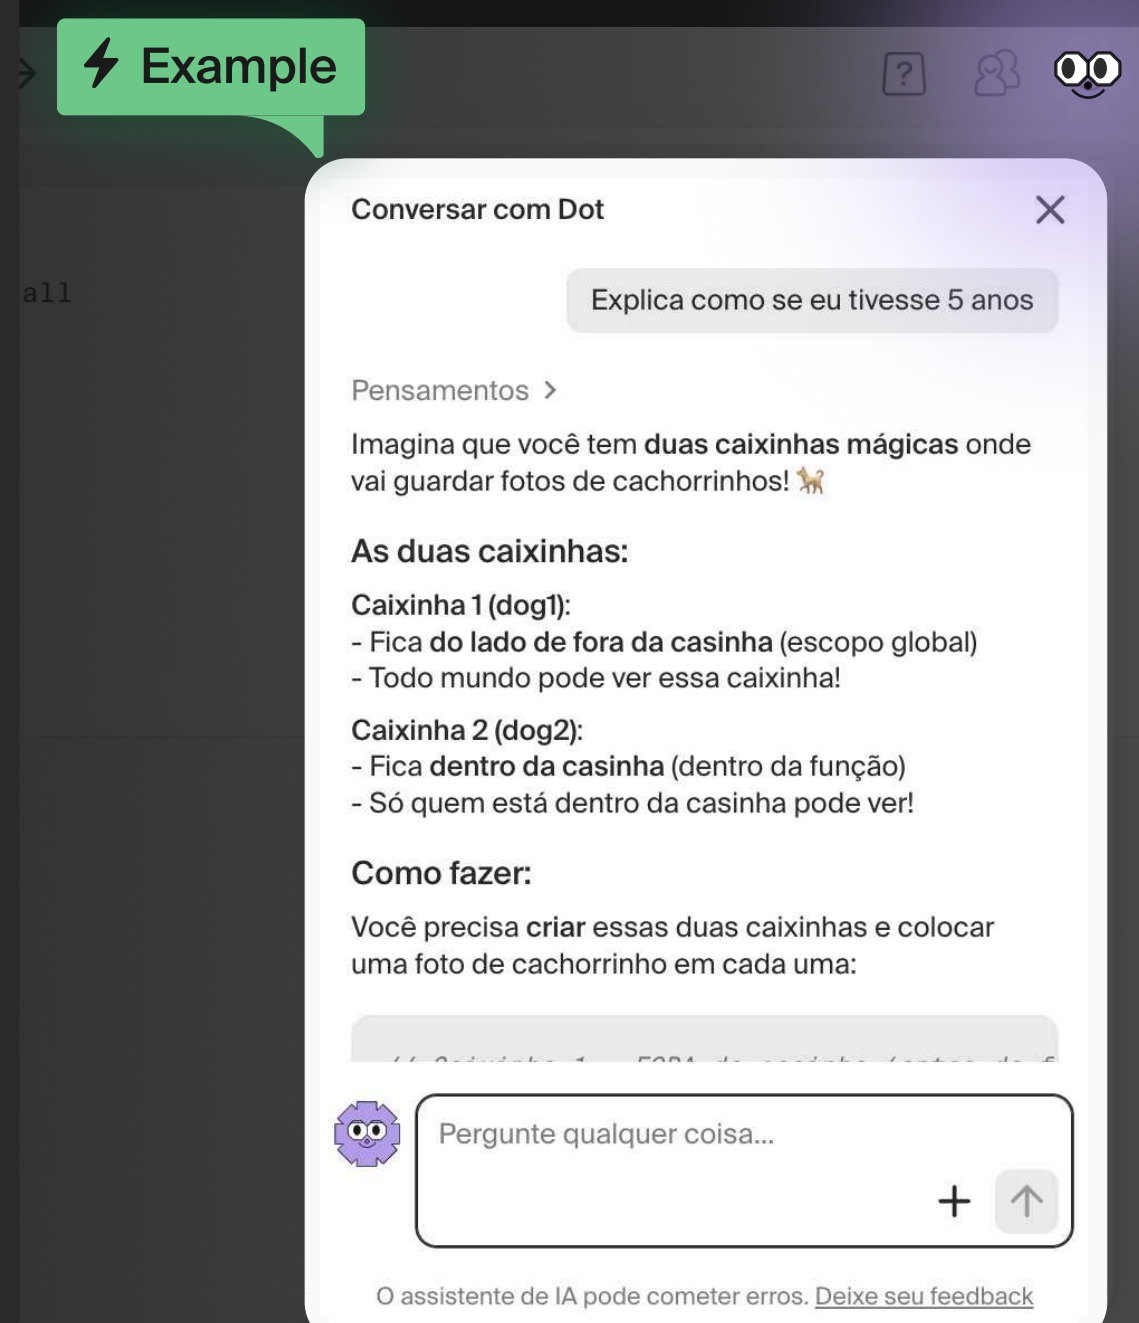 Example
?
all
Conversar com Dot
Explica como se eu tivesse 5 anos
Pensamentos
Imagina que você tem duas caixinhas mágicas onde
vai guardar fotos de cachorrinhos! 🐕
As duas caixinhas:
Caixinha 1 (dog1):
- Fica do lado de fora da casinha (escopo global)
- Todo mundo pode ver essa caixinha!
Caixinha 2 (dog2):
- Fica dentro da casinha (dentro da função)
- Só quem está dentro da casinha pode ver!
Como fazer:
Você precisa criar essas duas caixinhas e colocar
uma foto de cachorrinho em cada uma:
Pergunte qualquer coisa...
O assistente de IA pode cometer erros. Deixe seu feedback